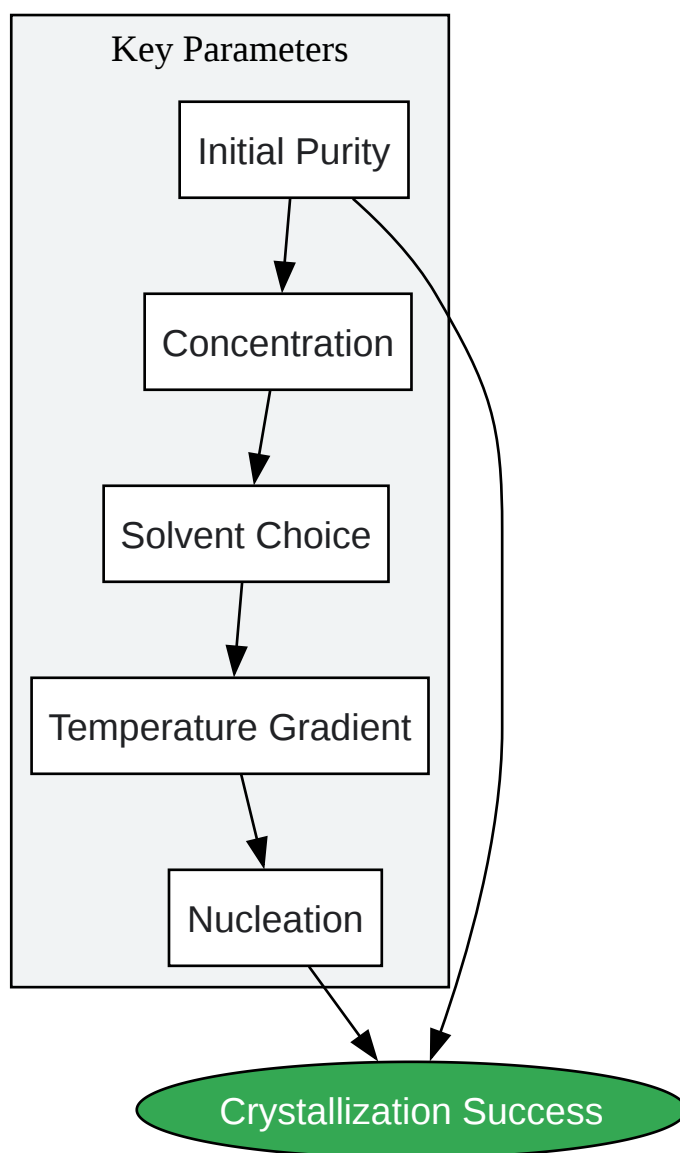 Key Parameters
Initial Purity
Concentration
Solvent Choice
Temperature Gradient
Nucleation
Crystallization Success